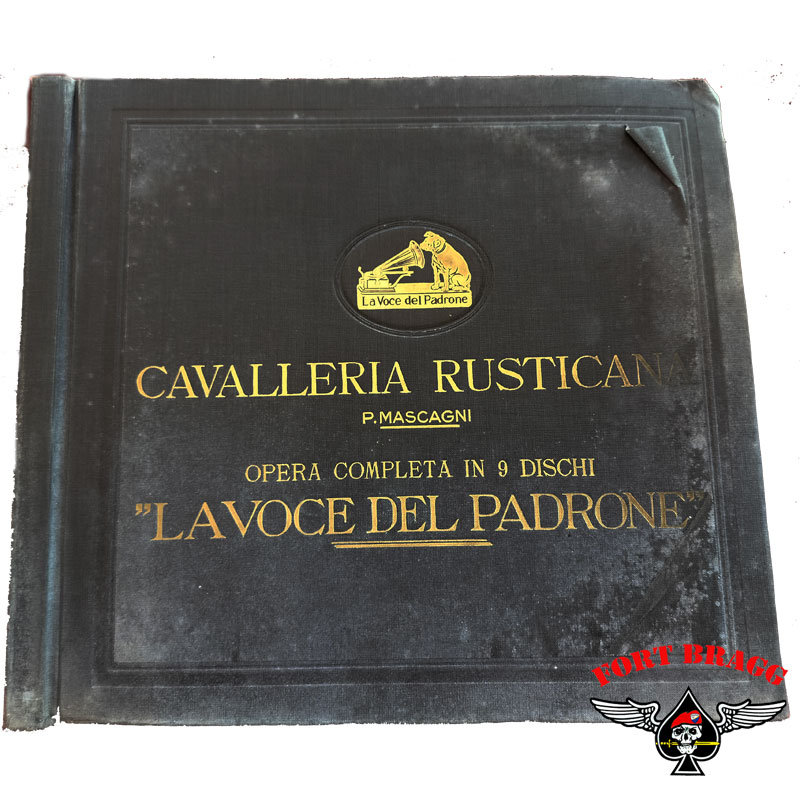 La Voce del Padrone
CAVALLERIA RUSTICANA
P. MASCAGNI
OPERA COMPLETA IN 9 DISCHI
"LA VOCE DEL PADRONE"
FORT BRAGG